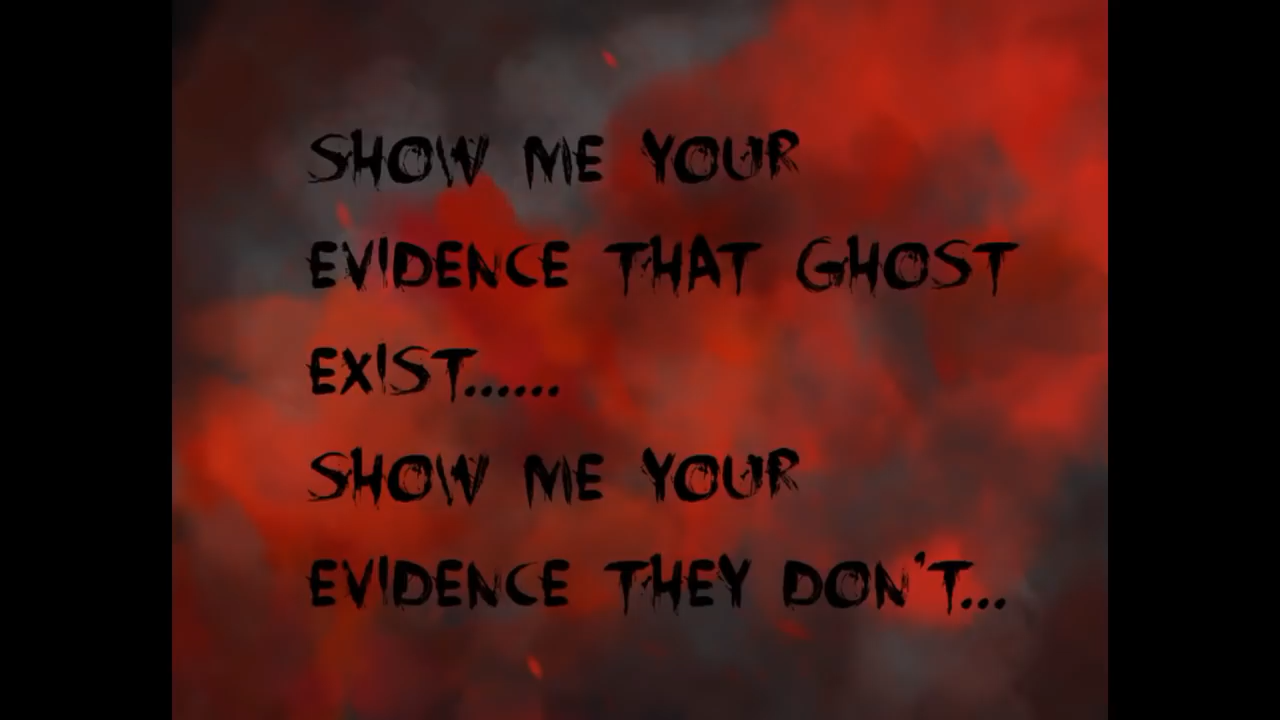 SHOW ME YOUR
EVIDENCE THAT GHOST
EXIST......
SHOW ME YOUR
EVIDENCE THEY DON'T...